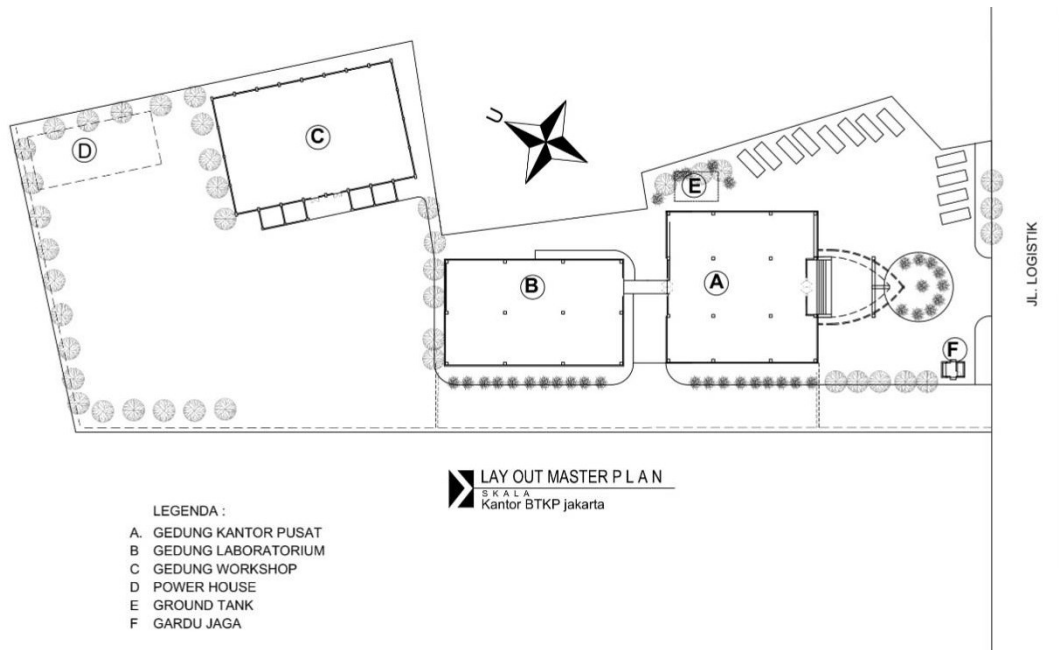 U
C
D
E
B
A
F
JL. LOGISTIK
LAY OUT MASTER P L A N
SKALA
Kantor BTKP jakarta
LEGENDA :
A. GEDUNG KANTOR PUSAT
B GEDUNG LABORATORIUM
C GEDUNG WORKSHOP
D POWER HOUSE
E GROUND TANK
F GARDU JAGA